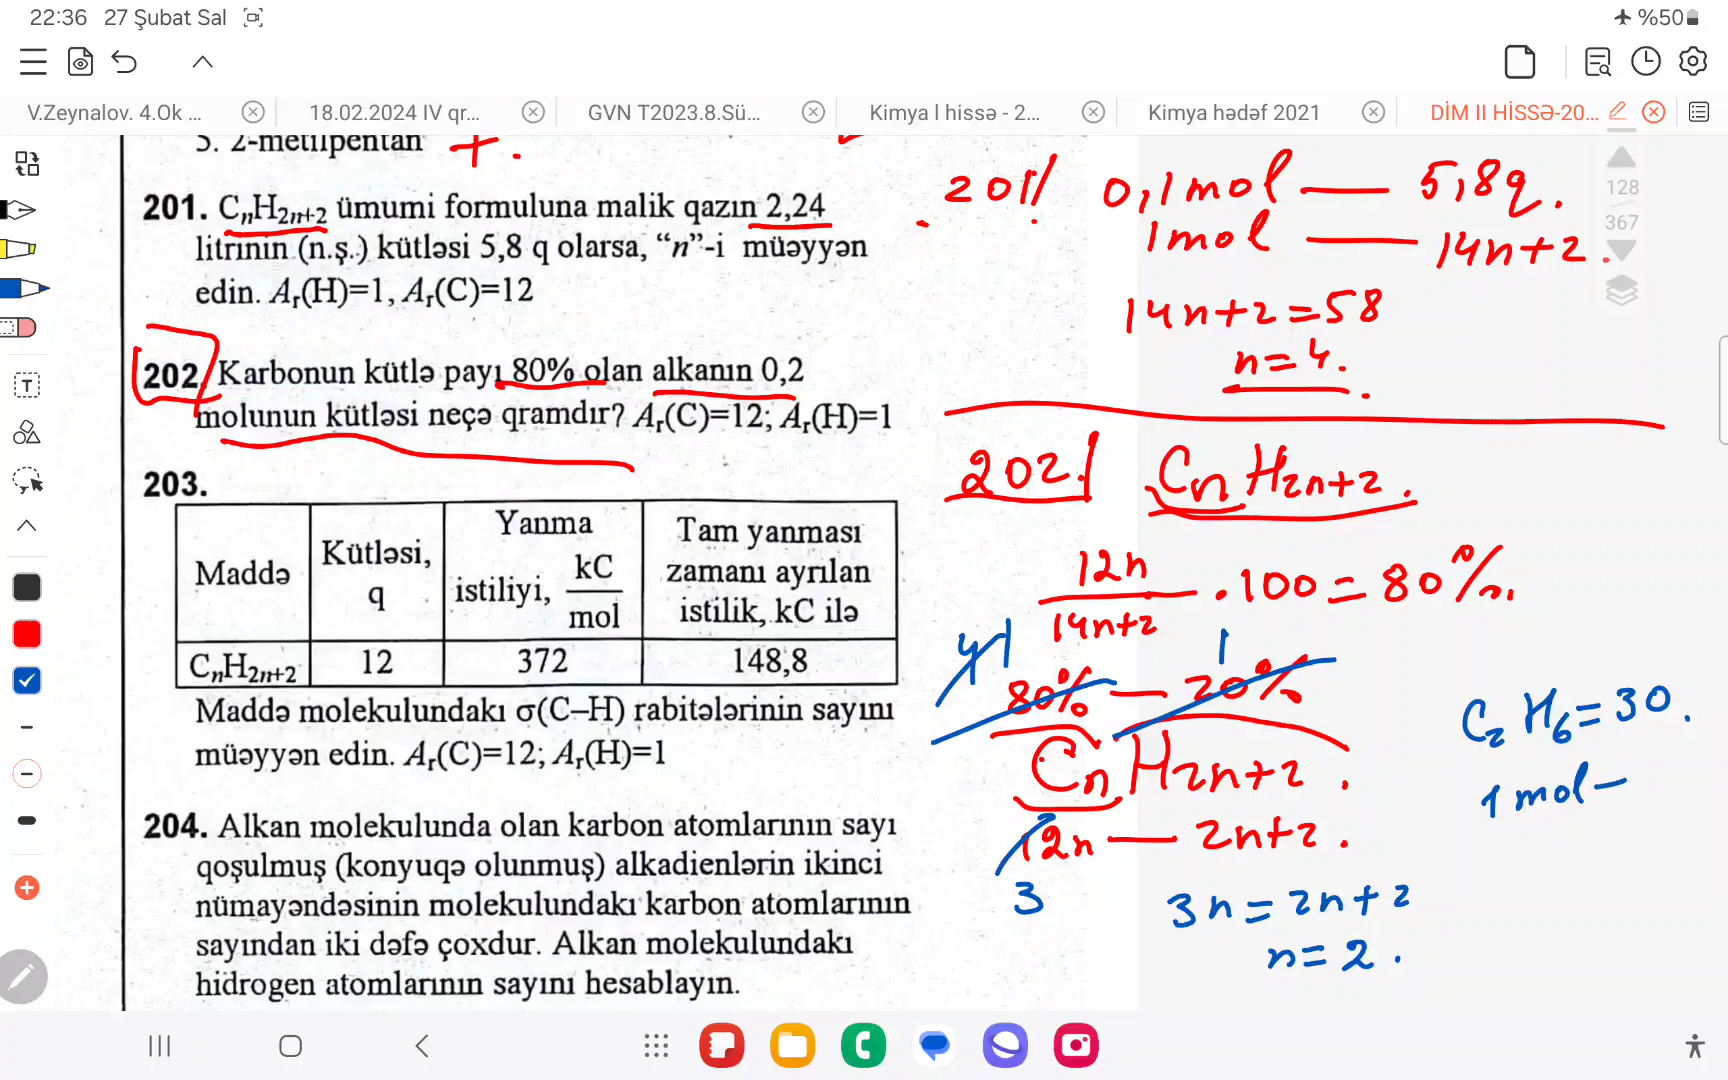 22:36 27 Şubat Sal
%50
V.Zeynalov. 4.Ok ...
18.02.2024 IV qr...
GVN T2023.8.Sü...
Kimya I hissə - 2...
Kimya hədəf 2021
DİM II HİSSƏ-20...
128
367
5. 2-metilpentan
201. CₙH₂ₙ₊₂ ümumi formuluna malik qazın 2,24
litrinin (n.ş.) kütləsi 5,8 q olarsa, “n”-i müəyyən
edin. Aᵣ(H)=1, Aᵣ(C)=12
202. Karbonun kütlə payı 80% olan alkanın 0,2
molunun kütləsi neçə qramdır? Aᵣ(C)=12; Aᵣ(H)=1
203.
Maddə
Kütləsi, q
Yanma istiliyi, kC/mol
Tam yanması zamanı ayrılan istilik, kC ilə
CₙH₂ₙ₊₂ 12 372 148,8
Maddə molekulundakı σ(C–H) rabitələrinin sayını
müəyyən edin. Aᵣ(C)=12; Aᵣ(H)=1
204. Alkan molekulunda olan karbon atomlarının sayı
qoşulmuş (konyuqə olunmuş) alkadienlərin ikinci
nümayəndəsinin molekulundakı karbon atomlarının
sayından iki dəfə çoxdur. Alkan molekulundakı
hidrogen atomlarının sayını hesablayın.
201/ 0,1mol — 5,8q.
1mol — 14n+2.
14n+2=58
n=4.
202/ CₙH₂ₙ₊₂.
12n/14n+2 · 100 = 80%.
4 1
80% — 20%
CₙH₂ₙ₊₂.
12n — 2n+2.
3
3n=2n+2
n=2.
C₂H₆=30.
1mol—
T